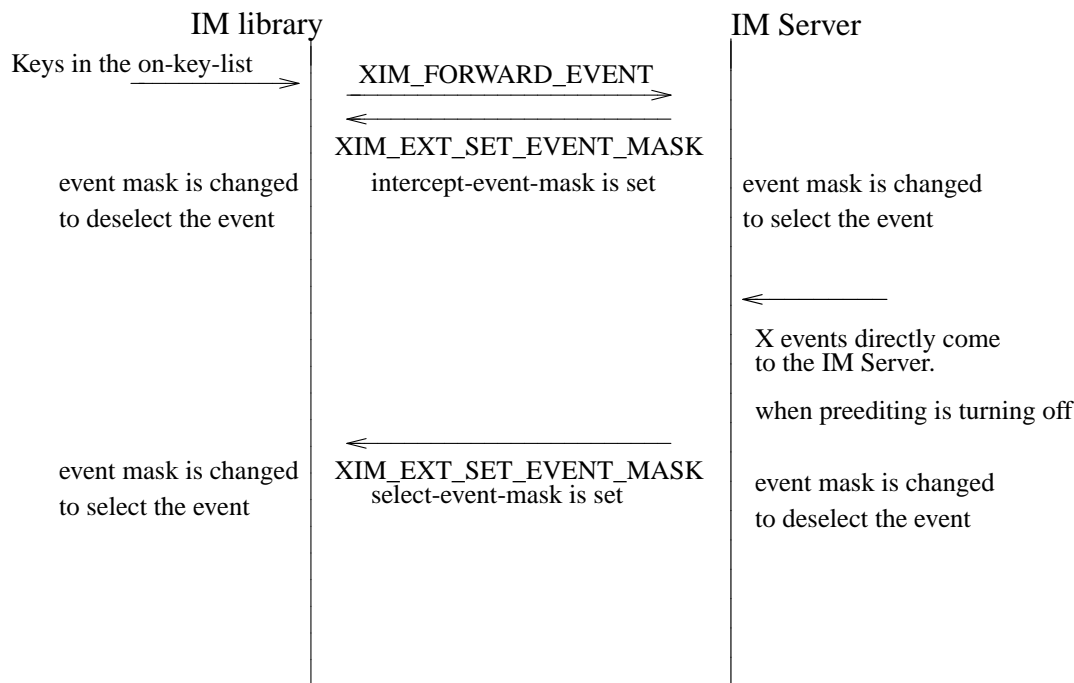 IM library
IM Server
Keys in the on-key-list
XIM_FORWARD_EVENT
XIM_EXT_SET_EVENT_MASK
event mask is changed
to deselect the event
intercept-event-mask is set
event mask is changed
to select the event
X events directly come
to the IM Server.
when preediting is turning off
event mask is changed
to select the event
XIM_EXT_SET_EVENT_MASK
select-event-mask is set
event mask is changed
to deselect the event